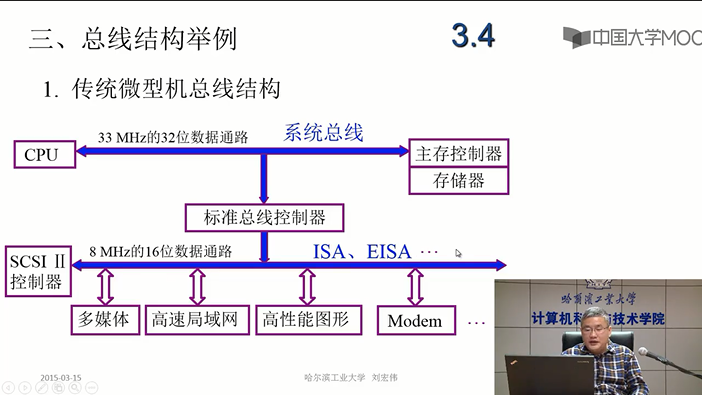 三、总线结构举例
3.4
中国大学MOOC
1. 传统微型机总线结构
33 MHz的32位数据通路
系统总线
CPU
主存控制器
存储器
标准总线控制器
8 MHz的16位数据通路
ISA、EISA …
SCSI Ⅱ
控制器
多媒体
高速局域网
高性能图形
Modem
…
哈尔滨工业大学
计算机科学与技术学院
2015-03-15
哈尔滨工业大学 刘宏伟